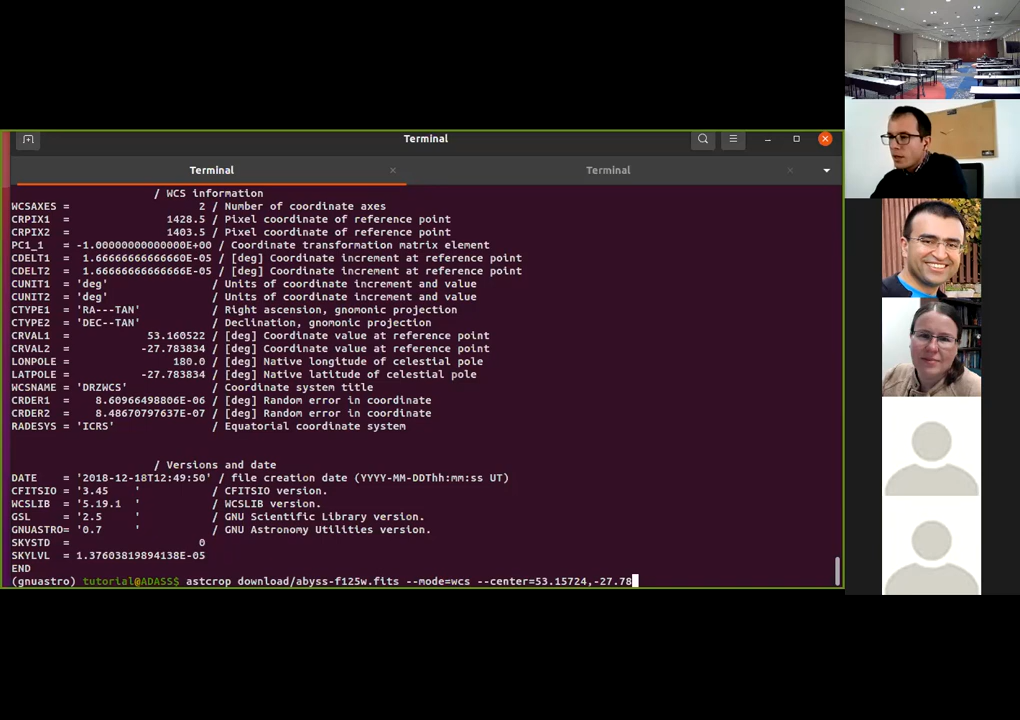 Terminal
Terminal
Terminal
/ WCS information
WCSAXES = 2 / Number of coordinate axes
CRPIX1 = 1428.5 / Pixel coordinate of reference point
CRPIX2 = 1403.5 / Pixel coordinate of reference point
PC1_1 = -1.00000000000000E+00 / Coordinate transformation matrix element
CDELT1 = 1.66666666666660E-05 / [deg] Coordinate increment at reference point
CDELT2 = 1.66666666666666E-05 / [deg] Coordinate increment at reference point
CUNIT1 = 'deg' / Units of coordinate increment and value
CUNIT2 = 'deg' / Units of coordinate increment and value
CTYPE1 = 'RA---TAN' / Right ascension, gnomonic projection
CTYPE2 = 'DEC--TAN' / Declination, gnomonic projection
CRVAL1 = 53.160522 / [deg] Coordinate value at reference point
CRVAL2 = -27.783834 / [deg] Coordinate value at reference point
LONPOLE = 180.0 / [deg] Native longitude of celestial pole
LATPOLE = -27.783834 / [deg] Native latitude of celestial pole
WCSNAME = 'DRZWCS' / Coordinate system title
CRDER1 = 8.60966498806E-06 / [deg] Random error in coordinate
CRDER2 = 8.48670797637E-07 / [deg] Random error in coordinate
RADESYS = 'ICRS' / Equatorial coordinate system
/ Versions and date
DATE = '2018-12-18T12:49:50' / file creation date (YYYY-MM-DDThh:mm:ss UT)
CFITSIO = '3.45 ' / CFITSIO version.
WCSLIB = '5.19.1 ' / WCSLIB version.
GSL = '2.5 ' / GNU Scientific Library version.
GNUASTRO= '0.7 ' / GNU Astronomy Utilities version.
SKYSTD = 0
SKYLVL = 1.37603819894138E-05
END
(gnuastro) tutorial@ADASS$ astcrop download/abyss-f125w.fits --mode=wcs --center=53.15724,-27.78